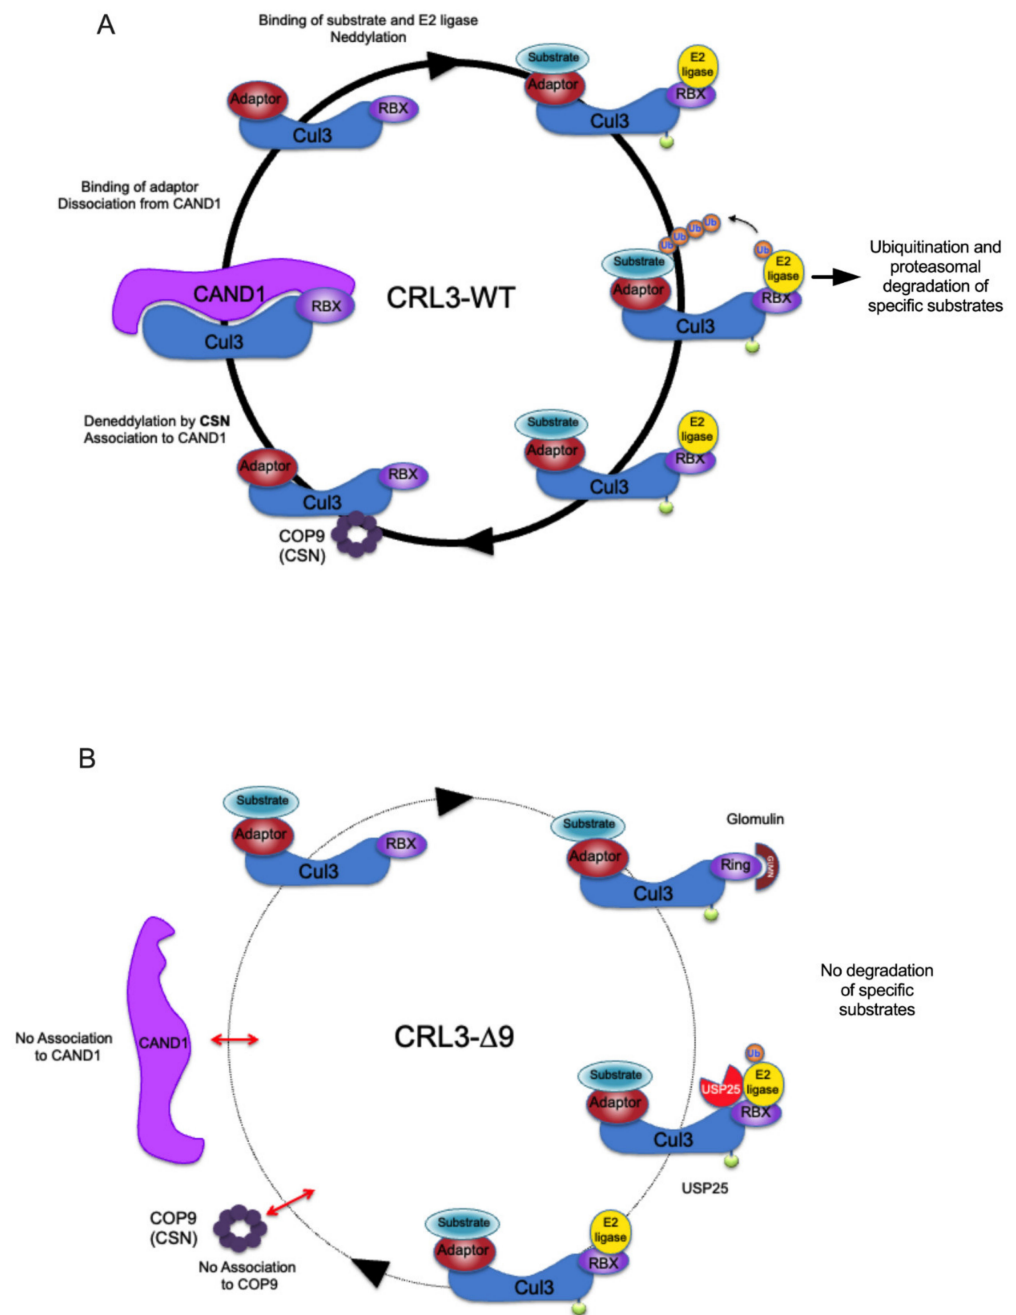 A
Binding of substrate and E2 ligase
Neddylation
Adaptor
RBX
Cul3
Substrate
Adaptor
E2
ligase
RBX
Cul3
Binding of adaptor
Dissociation from CAND1
CAND1
RBX
Cul3
CRL3-WT
Ub
Ub
Ub
Ub
Ub
Substrate
Adaptor
E2
ligase
RBX
Cul3
Ubiquitination and
proteasomal
degradation of
specific substrates
Deneddylation by CSN
Association to CAND1
Adaptor
RBX
Cul3
COP9
(CSN)
Substrate
Adaptor
E2
ligase
RBX
Cul3
B
Substrate
Adaptor
RBX
Cul3
Substrate
Adaptor
Glomulin
Ring
GlMN
Cul3
No degradation
of specific
substrates
No Association
to CAND1
CAND1
CRL3-Δ9
Substrate
Adaptor
Ub
USP25
E2
ligase
RBX
Cul3
USP25
COP9
(CSN)
No Association
to COP9
Substrate
Adaptor
E2
ligase
RBX
Cul3